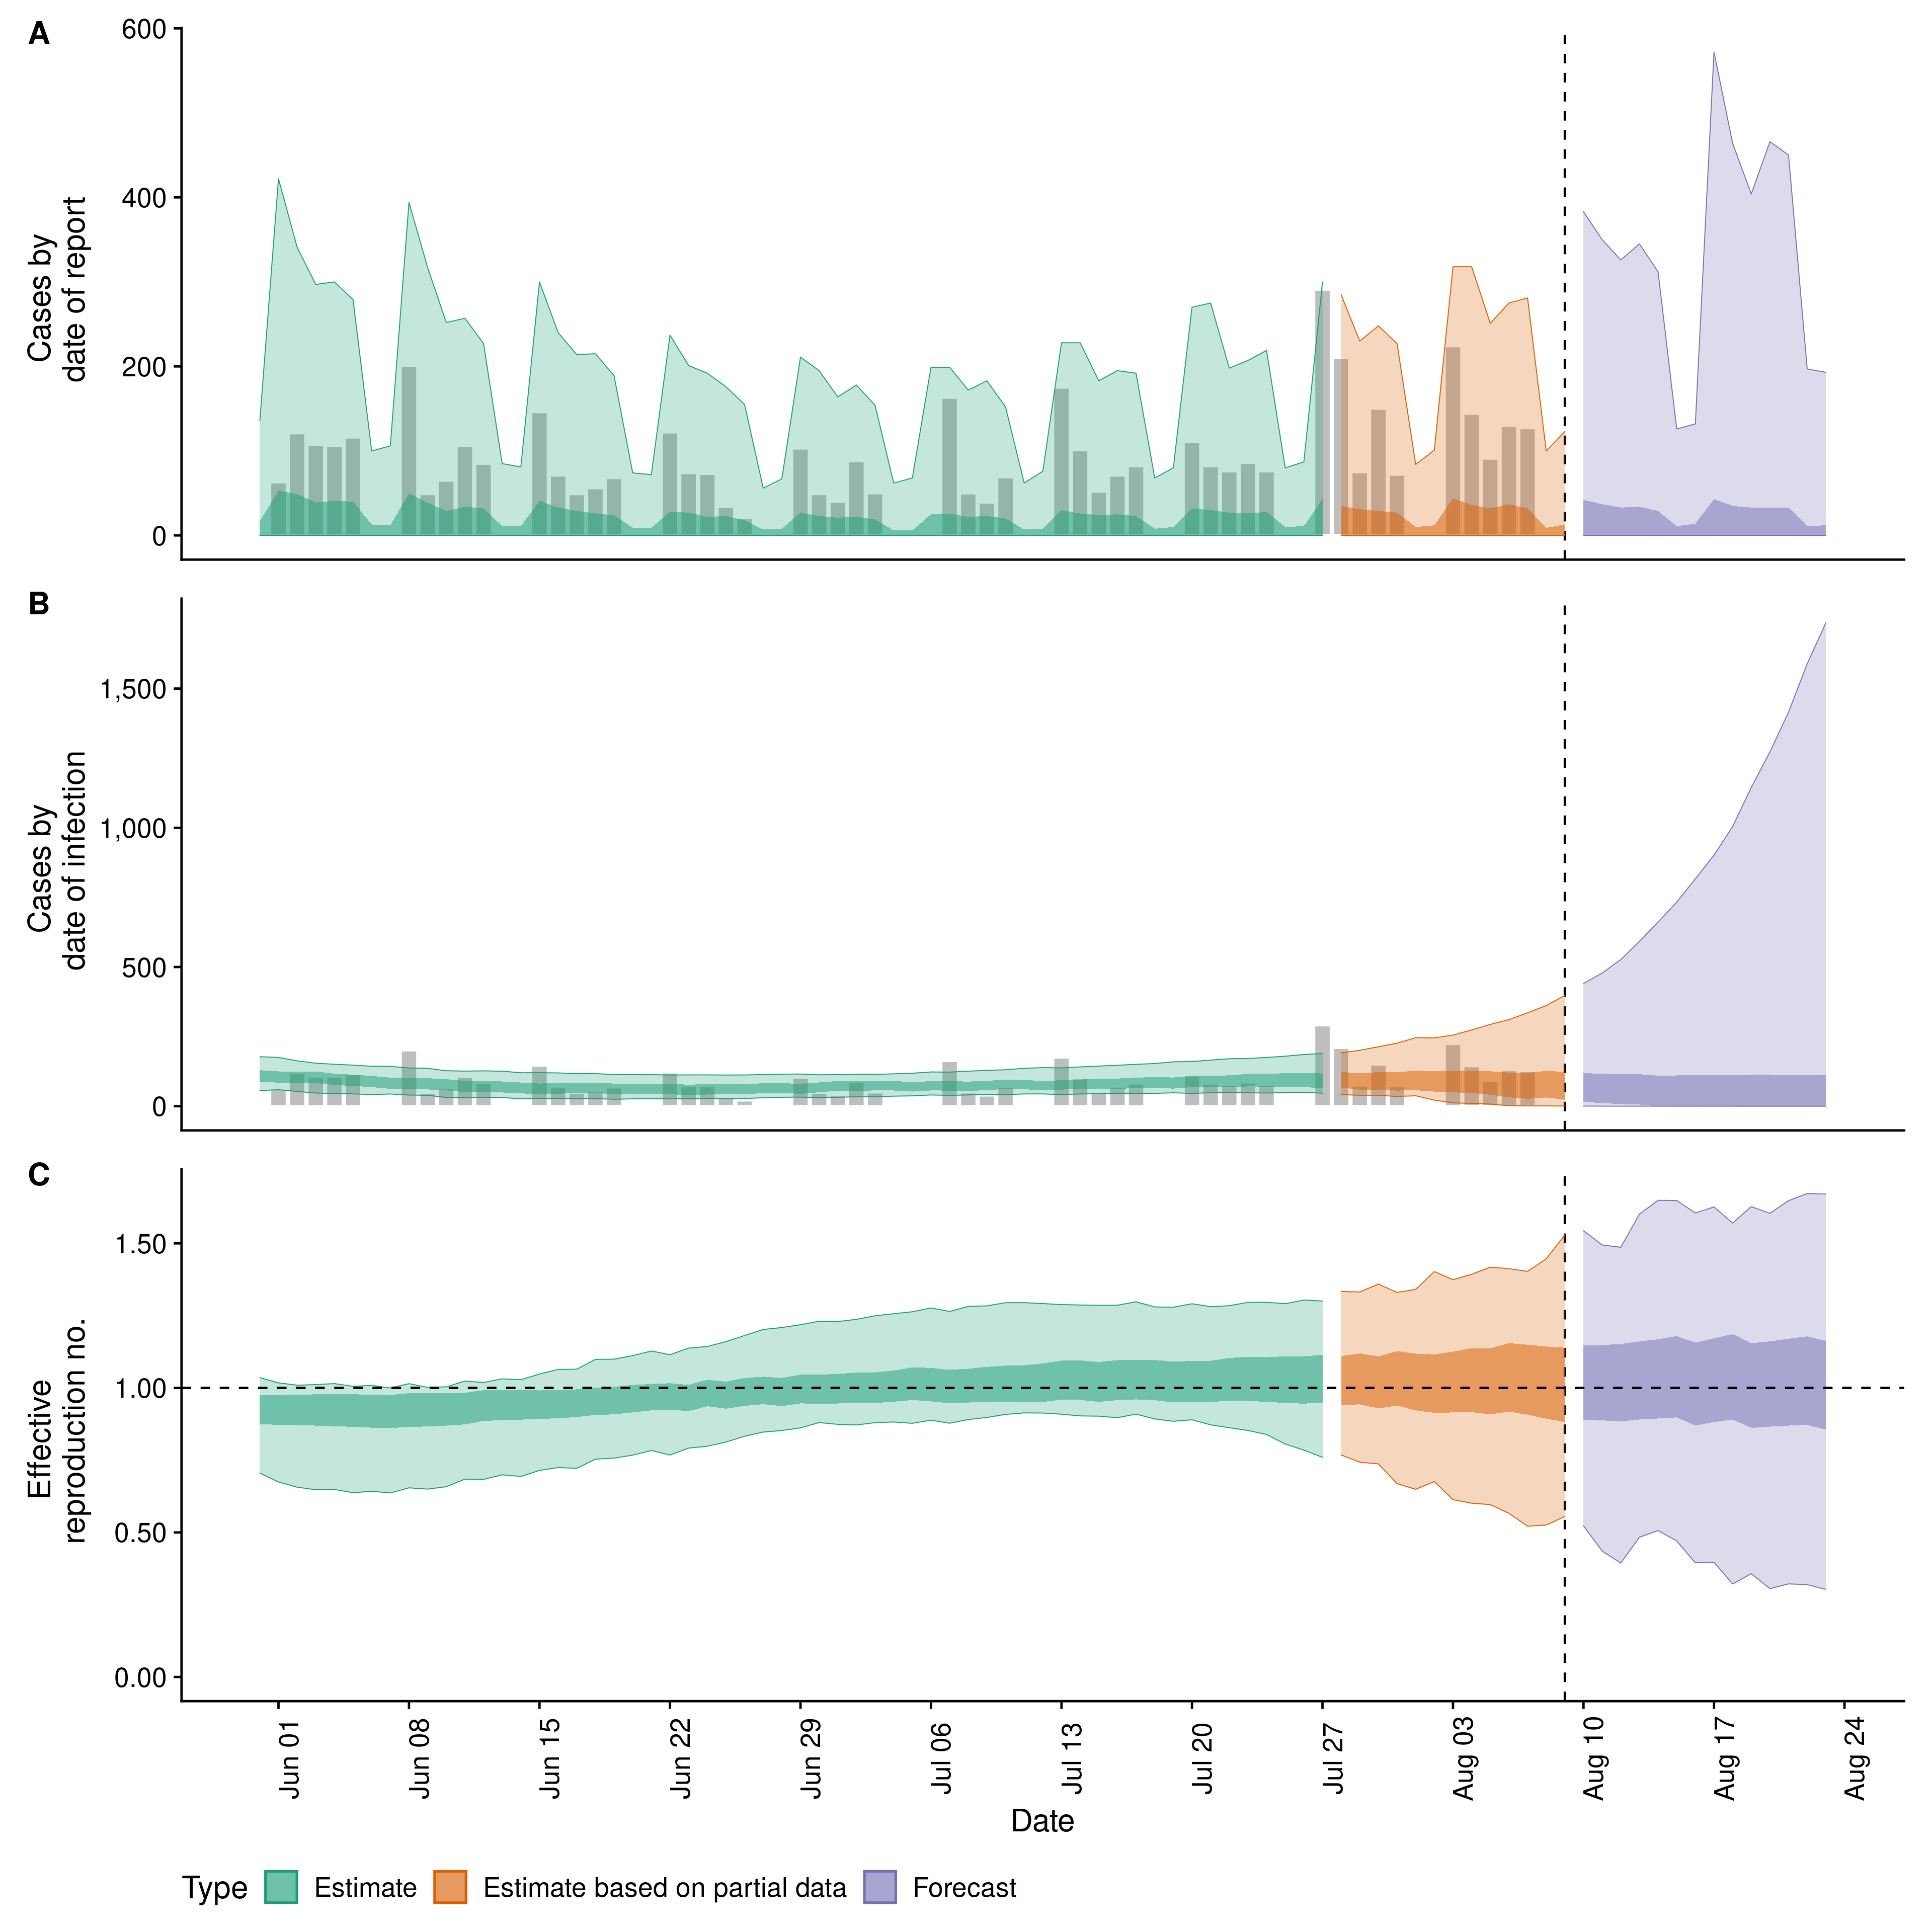 A
600
400
200
0
Cases by
date of report
B
1,500
1,000
500
0
Cases by
date of infection
C
1.50
1.00
0.50
0.00
Effective
reproduction no.
Jun 01
Jun 08
Jun 15
Jun 22
Jun 29
Jul 06
Jul 13
Jul 20
Jul 27
Aug 03
Aug 10
Aug 17
Aug 24
Date
Type Estimate Estimate based on partial data Forecast